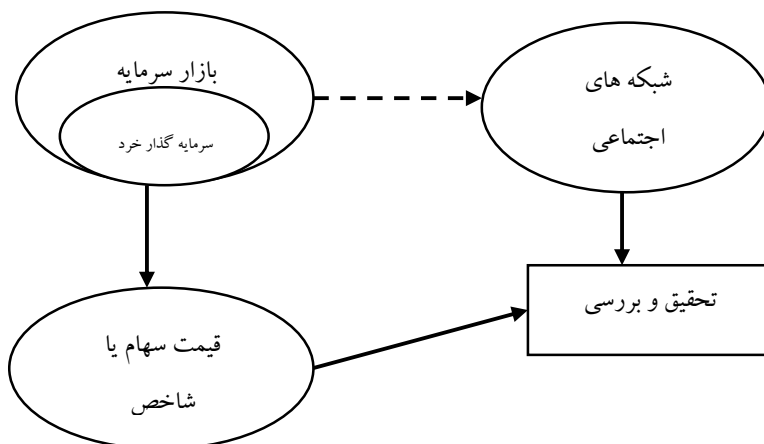 بازار سرمایه
سرمایه گذار خرد
شبکه های
اجتماعی
تحقیق و بررسی
قیمت سهام یا
شاخص